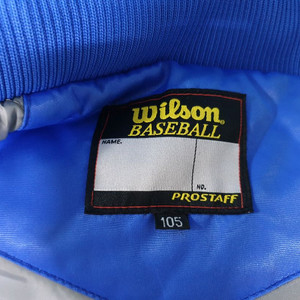 Wilson
BASEBALL
NAME.
NO.
PROSTAFF
105